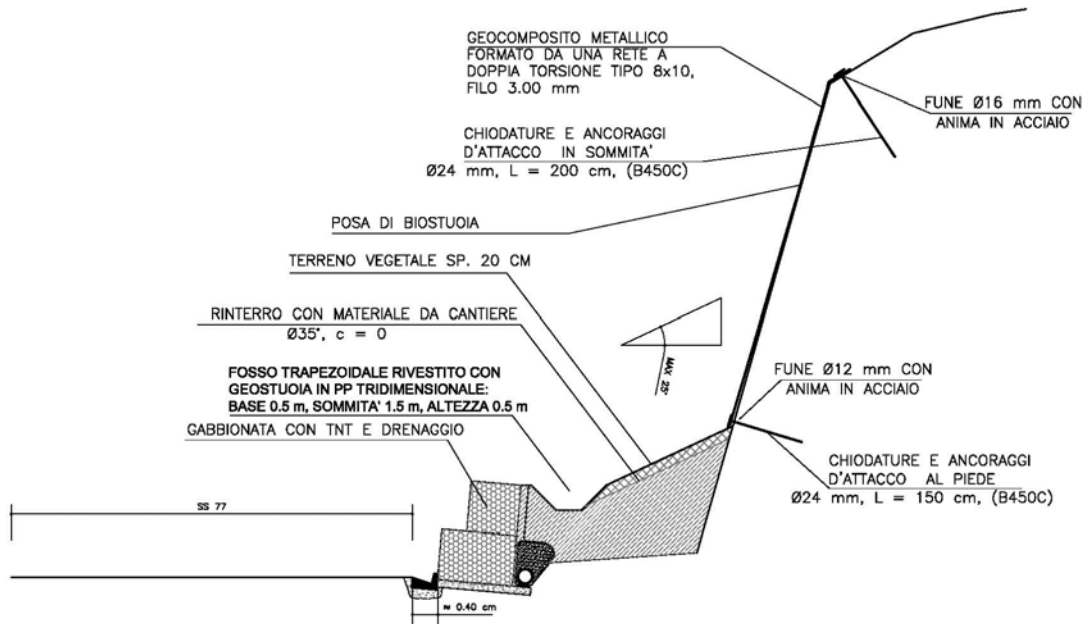 GEOCOMPOSITO METALLICO
FORMATO DA UNA RETE A
DOPPIA TORSIONE TIPO 8x10,
FILO 3.00 mm
FUNE Ø16 mm CON
ANIMA IN ACCIAIO
CHIODATURE E ANCORAGGI
D'ATTACCO IN SOMMITA'
Ø24 mm, L = 200 cm, (B450C)
POSA DI BIOSTUOIA
TERRENO VEGETALE SP. 20 CM
RINTERRO CON MATERIALE DA CANTIERE
Ø35°, c = 0
MAX 25°
FOSSO TRAPEZOIDALE RIVESTITO CON
GEOSTUOIA IN PP TRIDIMENSIONALE:
BASE 0.5 m, SOMMITA' 1.5 m, ALTEZZA 0.5 m
FUNE Ø12 mm CON
ANIMA IN ACCIAIO
GABBIONATA CON TNT E DRENAGGIO
CHIODATURE E ANCORAGGI
D'ATTACCO AL PIEDE
Ø24 mm, L = 150 cm, (B450C)
SS 77
≈ 0.40 cm